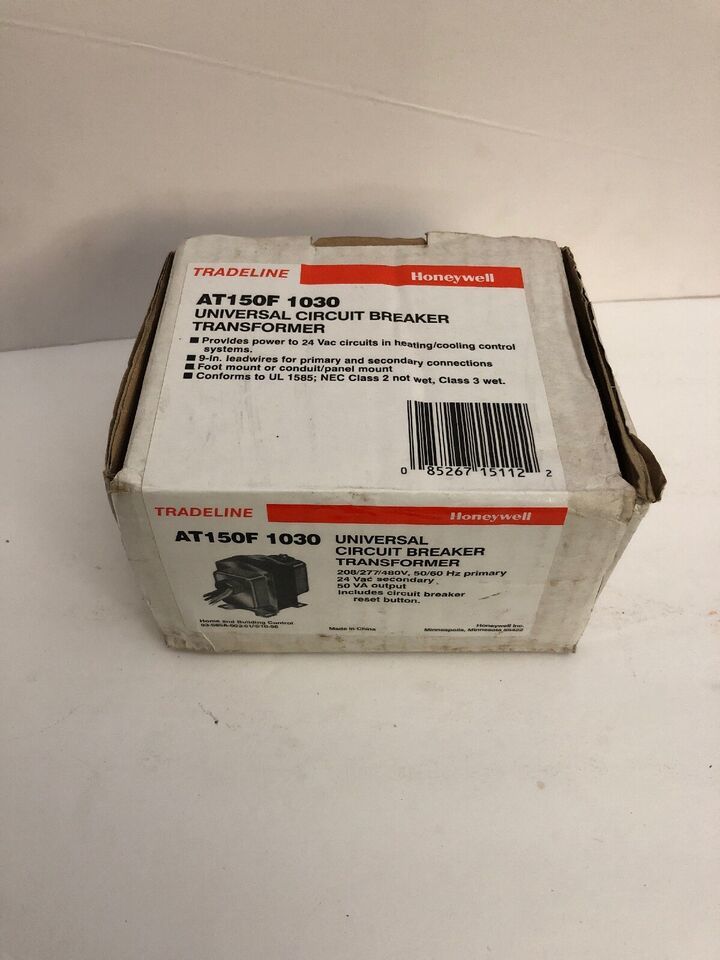 TRADELINE Honeywell
AT150F 1030
UNIVERSAL CIRCUIT BREAKER
TRANSFORMER
■ Provides power to 24 Vac circuits in heating/cooling control
systems.
■ 9-in. leadwires for primary and secondary connections
■ Foot mount or conduit/panel mount
■ Conforms to UL 1585; NEC Class 2 not wet, Class 3 wet.
0 85267 15112 2
TRADELINE Honeywell
AT150F 1030 UNIVERSAL
CIRCUIT BREAKER
TRANSFORMER
208/277/480V, 50/60 Hz primary
24 Vac secondary
50 VA output
Includes circuit breaker
reset button.
Home and Building Control
Made in China
Honeywell Inc.
Minneapolis, Minnesota 55422